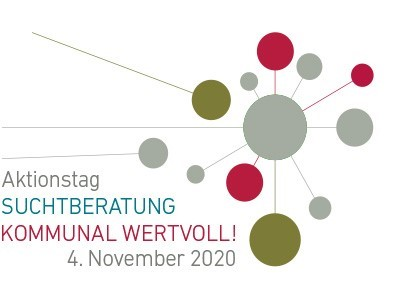 Aktionstag
SUCHTBERATUNG
KOMMUNAL WERTVOLL!
4. November 2020